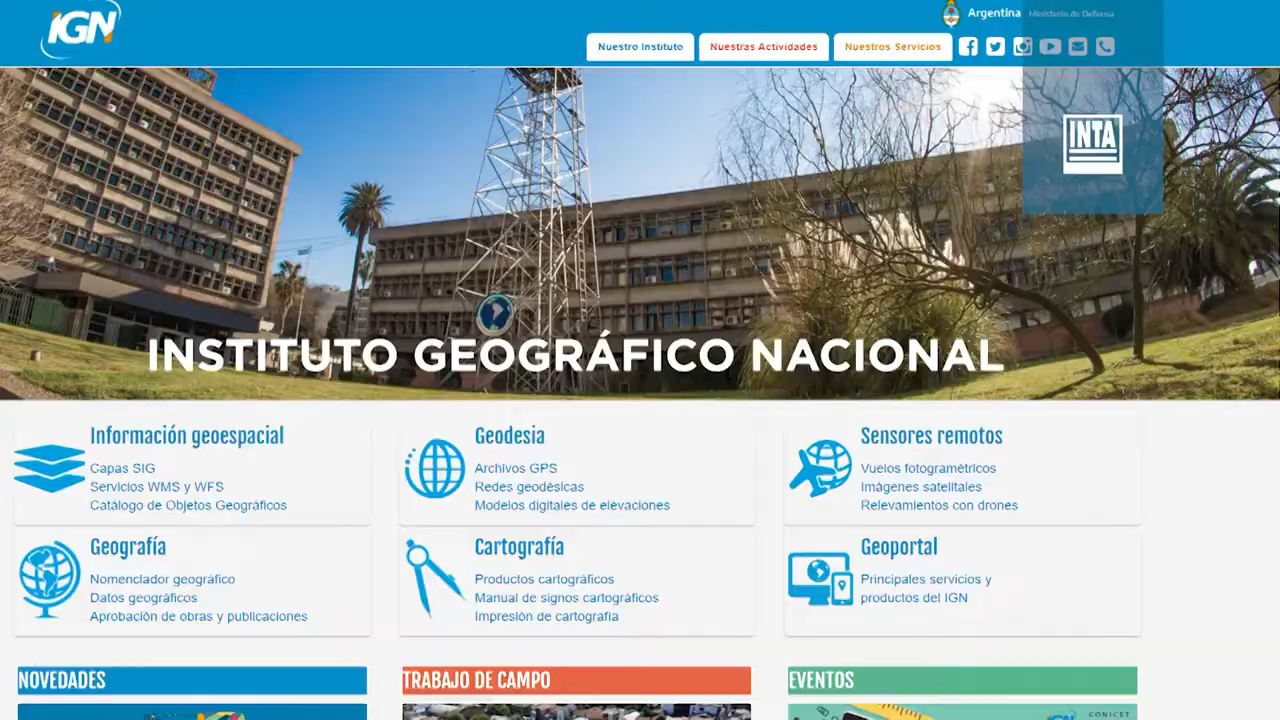 IGN
Argentina Ministerio de Defensa
Nuestro Instituto
Nuestras Actividades
Nuestros Servicios
INTA
INSTITUTO GEOGRÁFICO NACIONAL
Información geoespacial
Capas SIG
Servicios WMS y WFS
Catálogo de Objetos Geográficos
Geodesia
Archivos GPS
Redes geodésicas
Modelos digitales de elevaciones
Sensores remotos
Vuelos fotogramétricos
Imágenes satelitales
Relevamientos con drones
Geografía
Nomenclador geográfico
Datos geográficos
Aprobación de obras y publicaciones
Cartografía
Productos cartográficos
Manual de signos cartográficos
Impresión de cartografía
Geoportal
Principales servicios y
productos del IGN
NOVEDADES
TRABAJO DE CAMPO
EVENTOS
IGN
CONICET